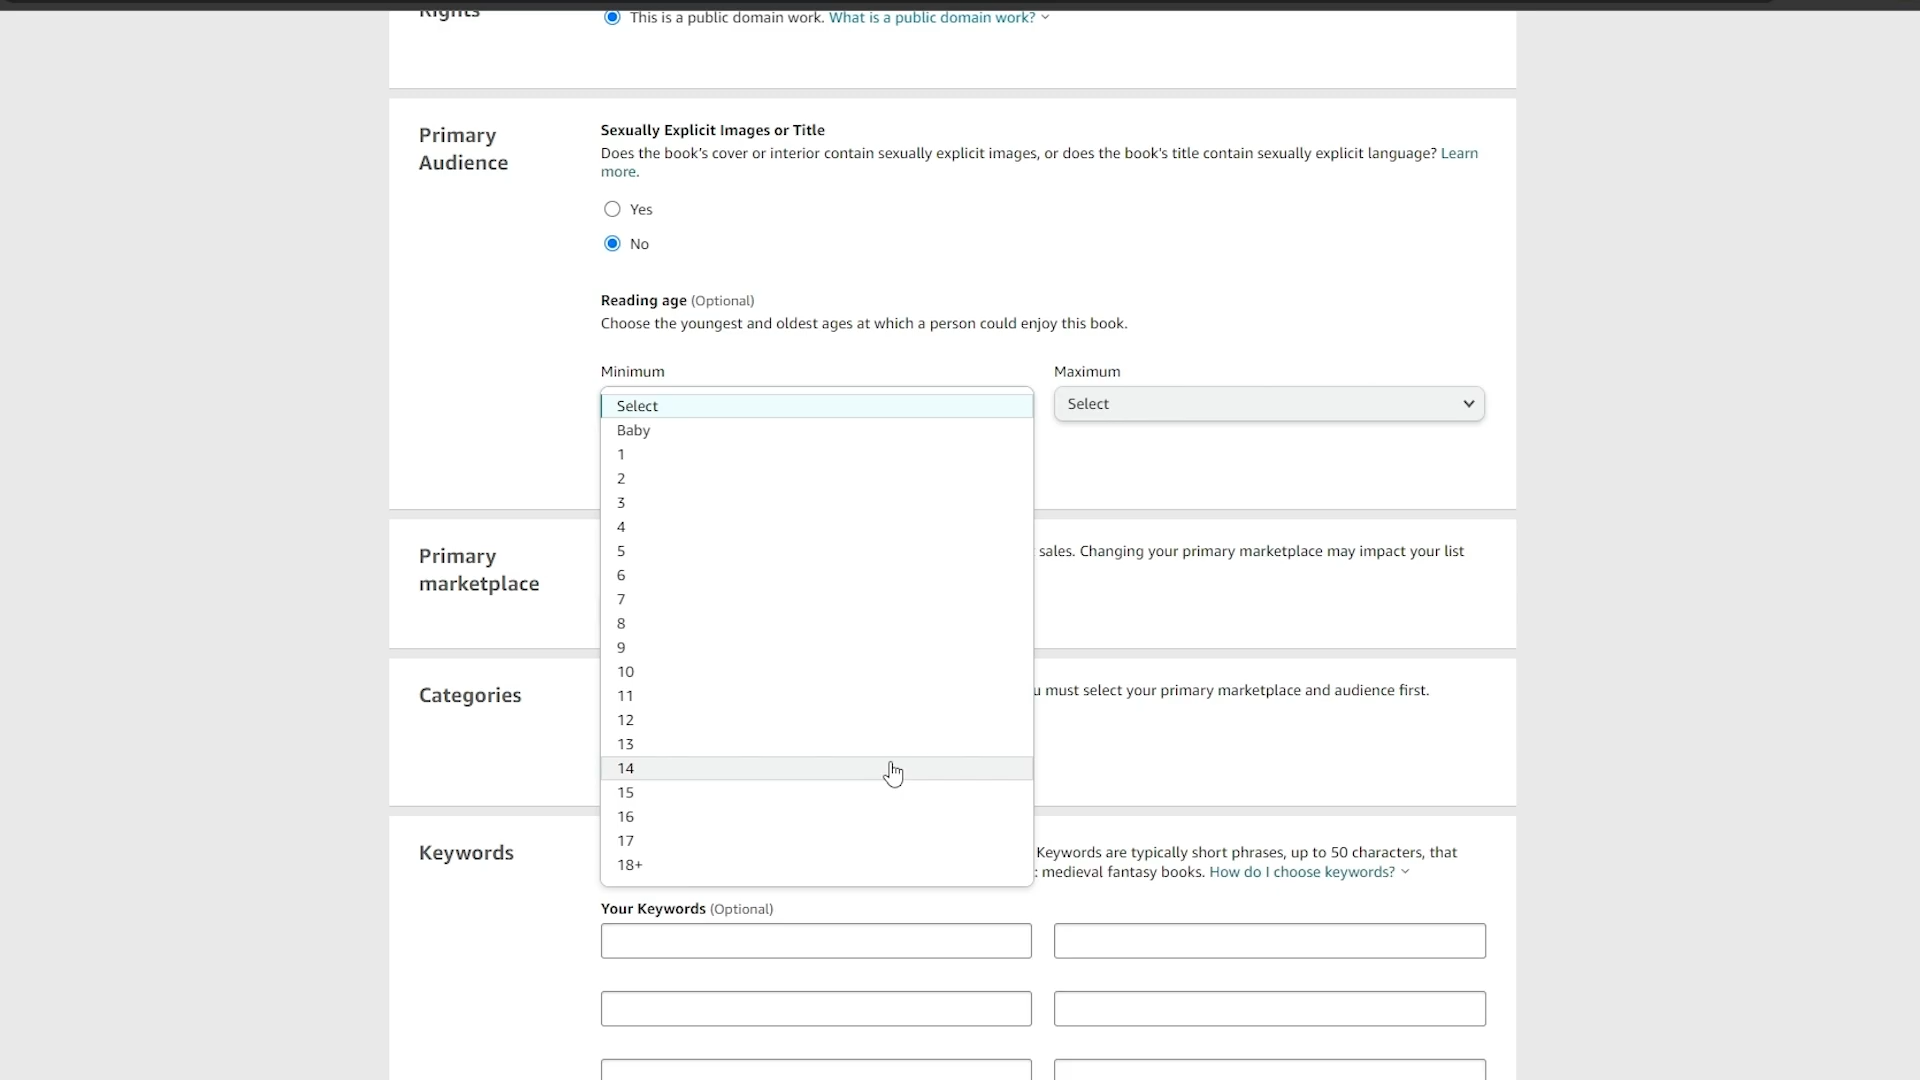 Rights
This is a public domain work. What is a public domain work?
Primary
Audience
Sexually Explicit Images or Title
Does the book's cover or interior contain sexually explicit images, or does the book's title contain sexually explicit language? Learn
more.
Yes
No
Reading age (Optional)
Choose the youngest and oldest ages at which a person could enjoy this book.
Minimum
Maximum
Select
Select
Baby
1
2
3
4
5
6
7
8
9
10
11
12
13
14
15
16
17
18+
Primary
marketplace
sales. Changing your primary marketplace may impact your list
Categories
must select your primary marketplace and audience first.
Keywords
Keywords are typically short phrases, up to 50 characters, that
: medieval fantasy books. How do I choose keywords?
Your Keywords (Optional)